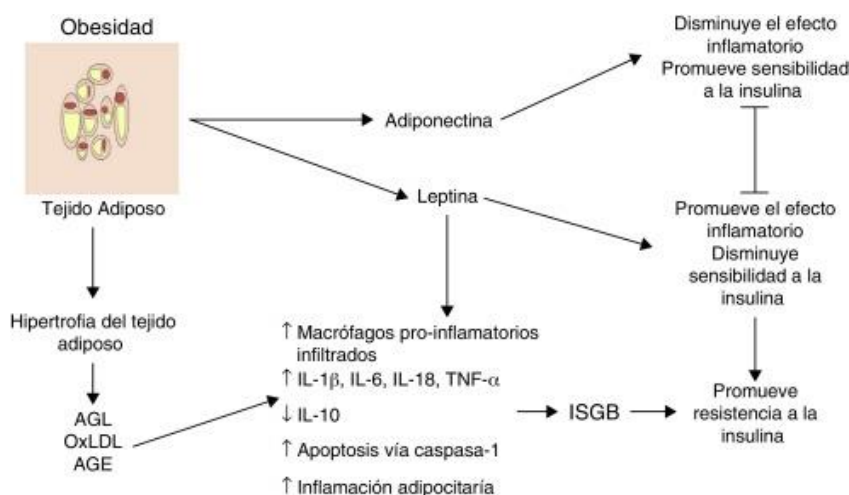 Obesidad
Tejido Adiposo
Hipertrofia del tejido
adiposo
AGL
OxLDL
AGE
Adiponectina
Leptina
↑ Macrófagos pro-inflamatorios
infiltrados
↑ IL-1β, IL-6, IL-18, TNF-α
↓ IL-10
↑ Apoptosis vía caspasa-1
↑ Inflamación adipocitaría
ISGB
Disminuye el efecto
inflamatorio
Promueve sensibilidad
a la insulina
Promueve el efecto
inflamatorio
Disminuye
sensibilidad a la
insulina
Promueve
resistencia a la
insulina